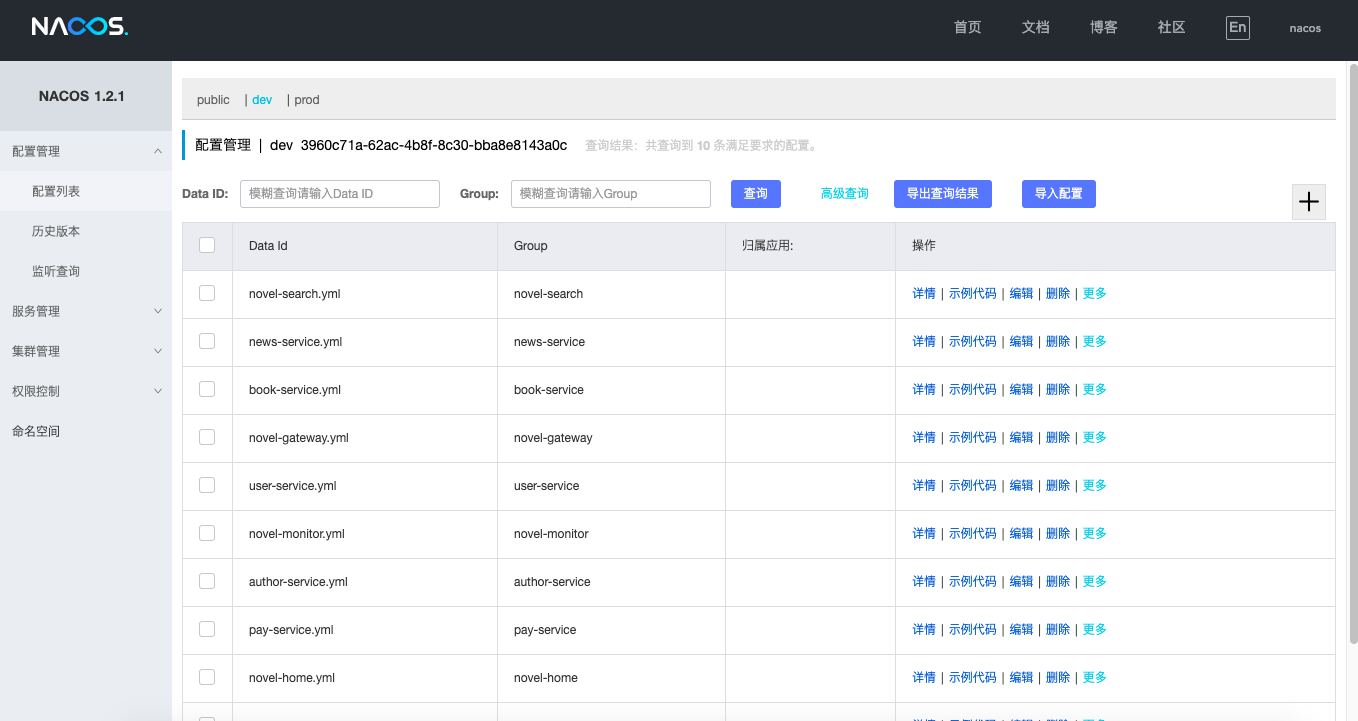 NACOS.
首页 文档 博客 社区 En nacos
NACOS 1.2.1
配置管理
配置列表
历史版本
监听查询
服务管理
集群管理
权限控制
命名空间
public | dev | prod
配置管理 | dev 3960c71a-62ac-4b8f-8c30-bba8e8143a0c 查询结果：共查询到 10 条满足要求的配置。
Data ID: 模糊查询请输入Data ID Group: 模糊查询请输入Group 查询 高级查询 导出查询结果 导入配置
Data Id Group 归属应用: 操作
novel-search.yml novel-search 详情 | 示例代码 | 编辑 | 删除 | 更多
news-service.yml news-service 详情 | 示例代码 | 编辑 | 删除 | 更多
book-service.yml book-service 详情 | 示例代码 | 编辑 | 删除 | 更多
novel-gateway.yml novel-gateway 详情 | 示例代码 | 编辑 | 删除 | 更多
user-service.yml user-service 详情 | 示例代码 | 编辑 | 删除 | 更多
novel-monitor.yml novel-monitor 详情 | 示例代码 | 编辑 | 删除 | 更多
author-service.yml author-service 详情 | 示例代码 | 编辑 | 删除 | 更多
pay-service.yml pay-service 详情 | 示例代码 | 编辑 | 删除 | 更多
novel-home.yml novel-home 详情 | 示例代码 | 编辑 | 删除 | 更多